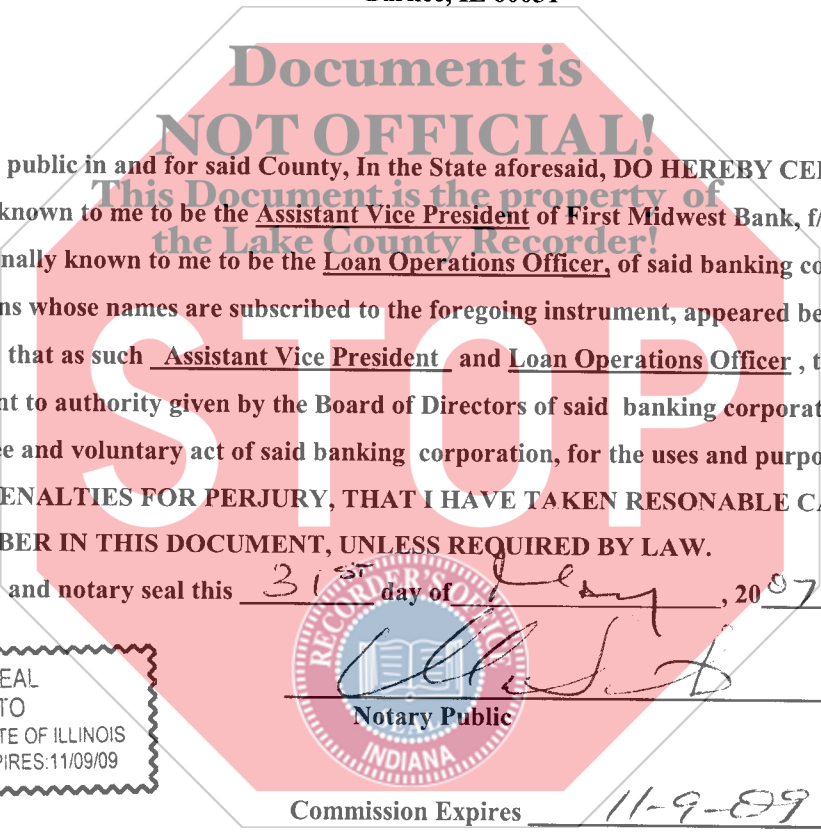 Document is
NOT OFFICIAL!
public in and for said County, In the State aforesaid, DO HEREBY CE
This Document is the property of
known to me to be the Assistant Vice President of First Midwest Bank, f/
the Lake County Recorder!
nally known to me to be the Loan Operations Officer, of said banking co
ns whose names are subscribed to the foregoing instrument, appeared be
STOP
that as such Assistant Vice President and Loan Operations Officer , t
nt to authority given by the Board of Directors of said banking corporat
e and voluntary act of said banking corporation, for the uses and purpo
ENALTIES FOR PERJURY, THAT I HAVE TAKEN RESONABLE CA
BER IN THIS DOCUMENT, UNLESS REQUIRED BY LAW.
and notary seal this 31ST day of May, 2007
RECORDER'S OFFICE
EAL
TO
TE OF ILLINOIS
PIRES:11/09/09
Notary Public
SEAL
INDIANA
Commission Expires 11-9-09